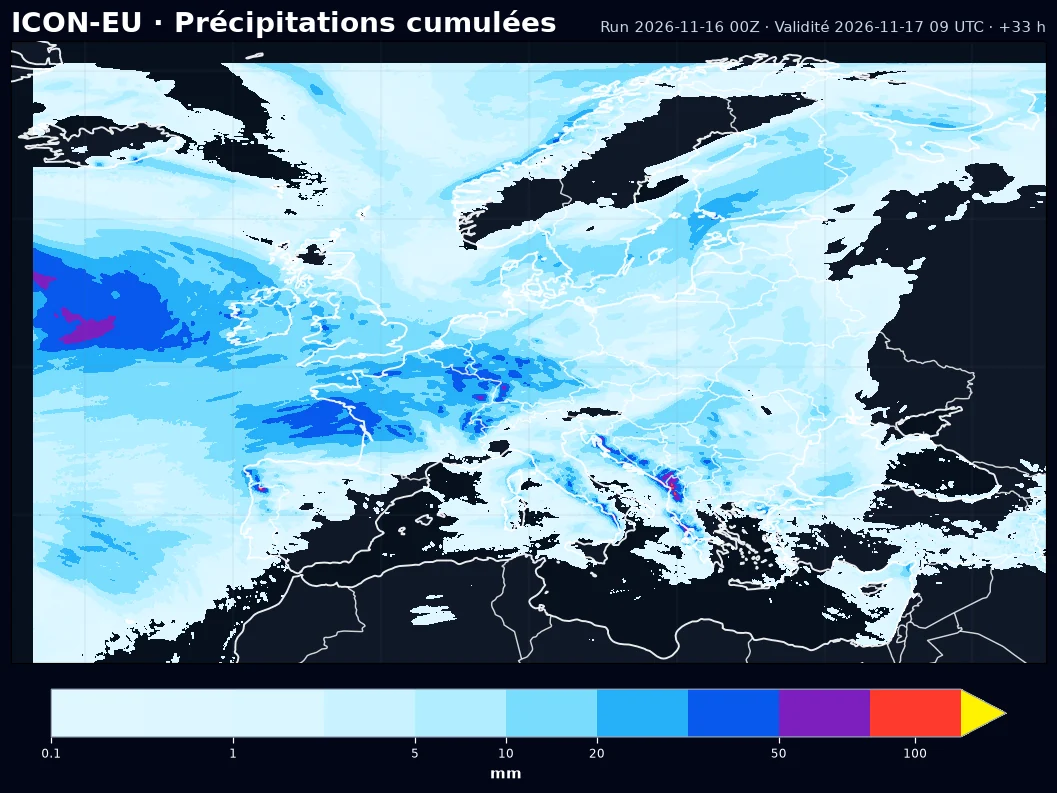 ICON-EU · Précipitations cumulées
Run 2026-11-16 00Z · Validité 2026-11-17 09 UTC · +33 h
0.1 1 5 10 20 50 100
mm